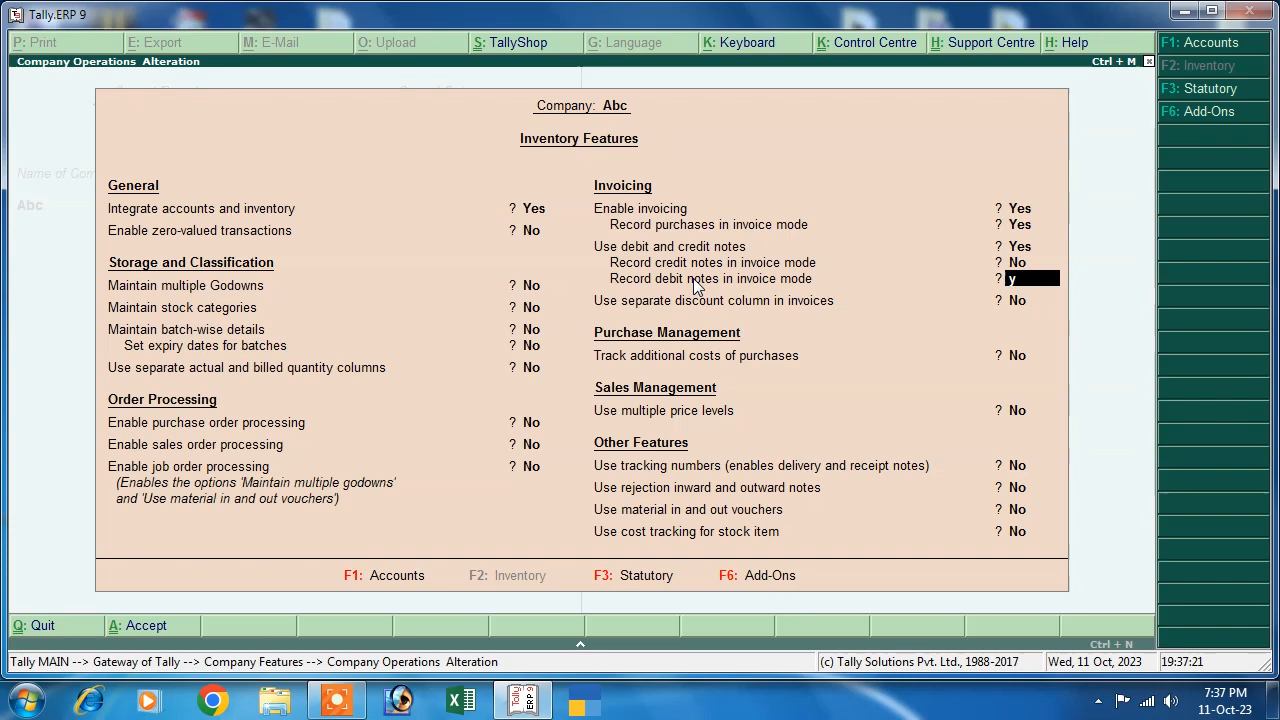 Tally.ERP 9
P: Print E: Export M: E-Mail O: Upload S: TallyShop G: Language K: Keyboard K: Control Centre H: Support Centre H: Help
F1: Accounts
F2: Inventory
F3: Statutory
F6: Add-Ons
Company Operations Alteration Ctrl + M
Name of Com
Abc
Company: Abc
Inventory Features
General
Integrate accounts and inventory ? Yes
Enable zero-valued transactions ? No
Storage and Classification
Maintain multiple Godowns ? No
Maintain stock categories ? No
Maintain batch-wise details ? No
Set expiry dates for batches ? No
Use separate actual and billed quantity columns ? No
Order Processing
Enable purchase order processing ? No
Enable sales order processing ? No
Enable job order processing ? No
(Enables the options 'Maintain multiple godowns'
and 'Use material in and out vouchers')
Invoicing
Enable invoicing ? Yes
Record purchases in invoice mode ? Yes
Use debit and credit notes ? Yes
Record credit notes in invoice mode ? No
Record debit notes in invoice mode ? y
Use separate discount column in invoices ? No
Purchase Management
Track additional costs of purchases ? No
Sales Management
Use multiple price levels ? No
Other Features
Use tracking numbers (enables delivery and receipt notes) ? No
Use rejection inward and outward notes ? No
Use material in and out vouchers ? No
Use cost tracking for stock item ? No
F1: Accounts F2: Inventory F3: Statutory F6: Add-Ons
Q: Quit A: Accept
Ctrl + N
Tally MAIN --> Gateway of Tally --> Company Features --> Company Operations Alteration (c) Tally Solutions Pvt. Ltd., 1988-2017 Wed, 11 Oct, 2023 19:37:21
7:37 PM
11-Oct-23